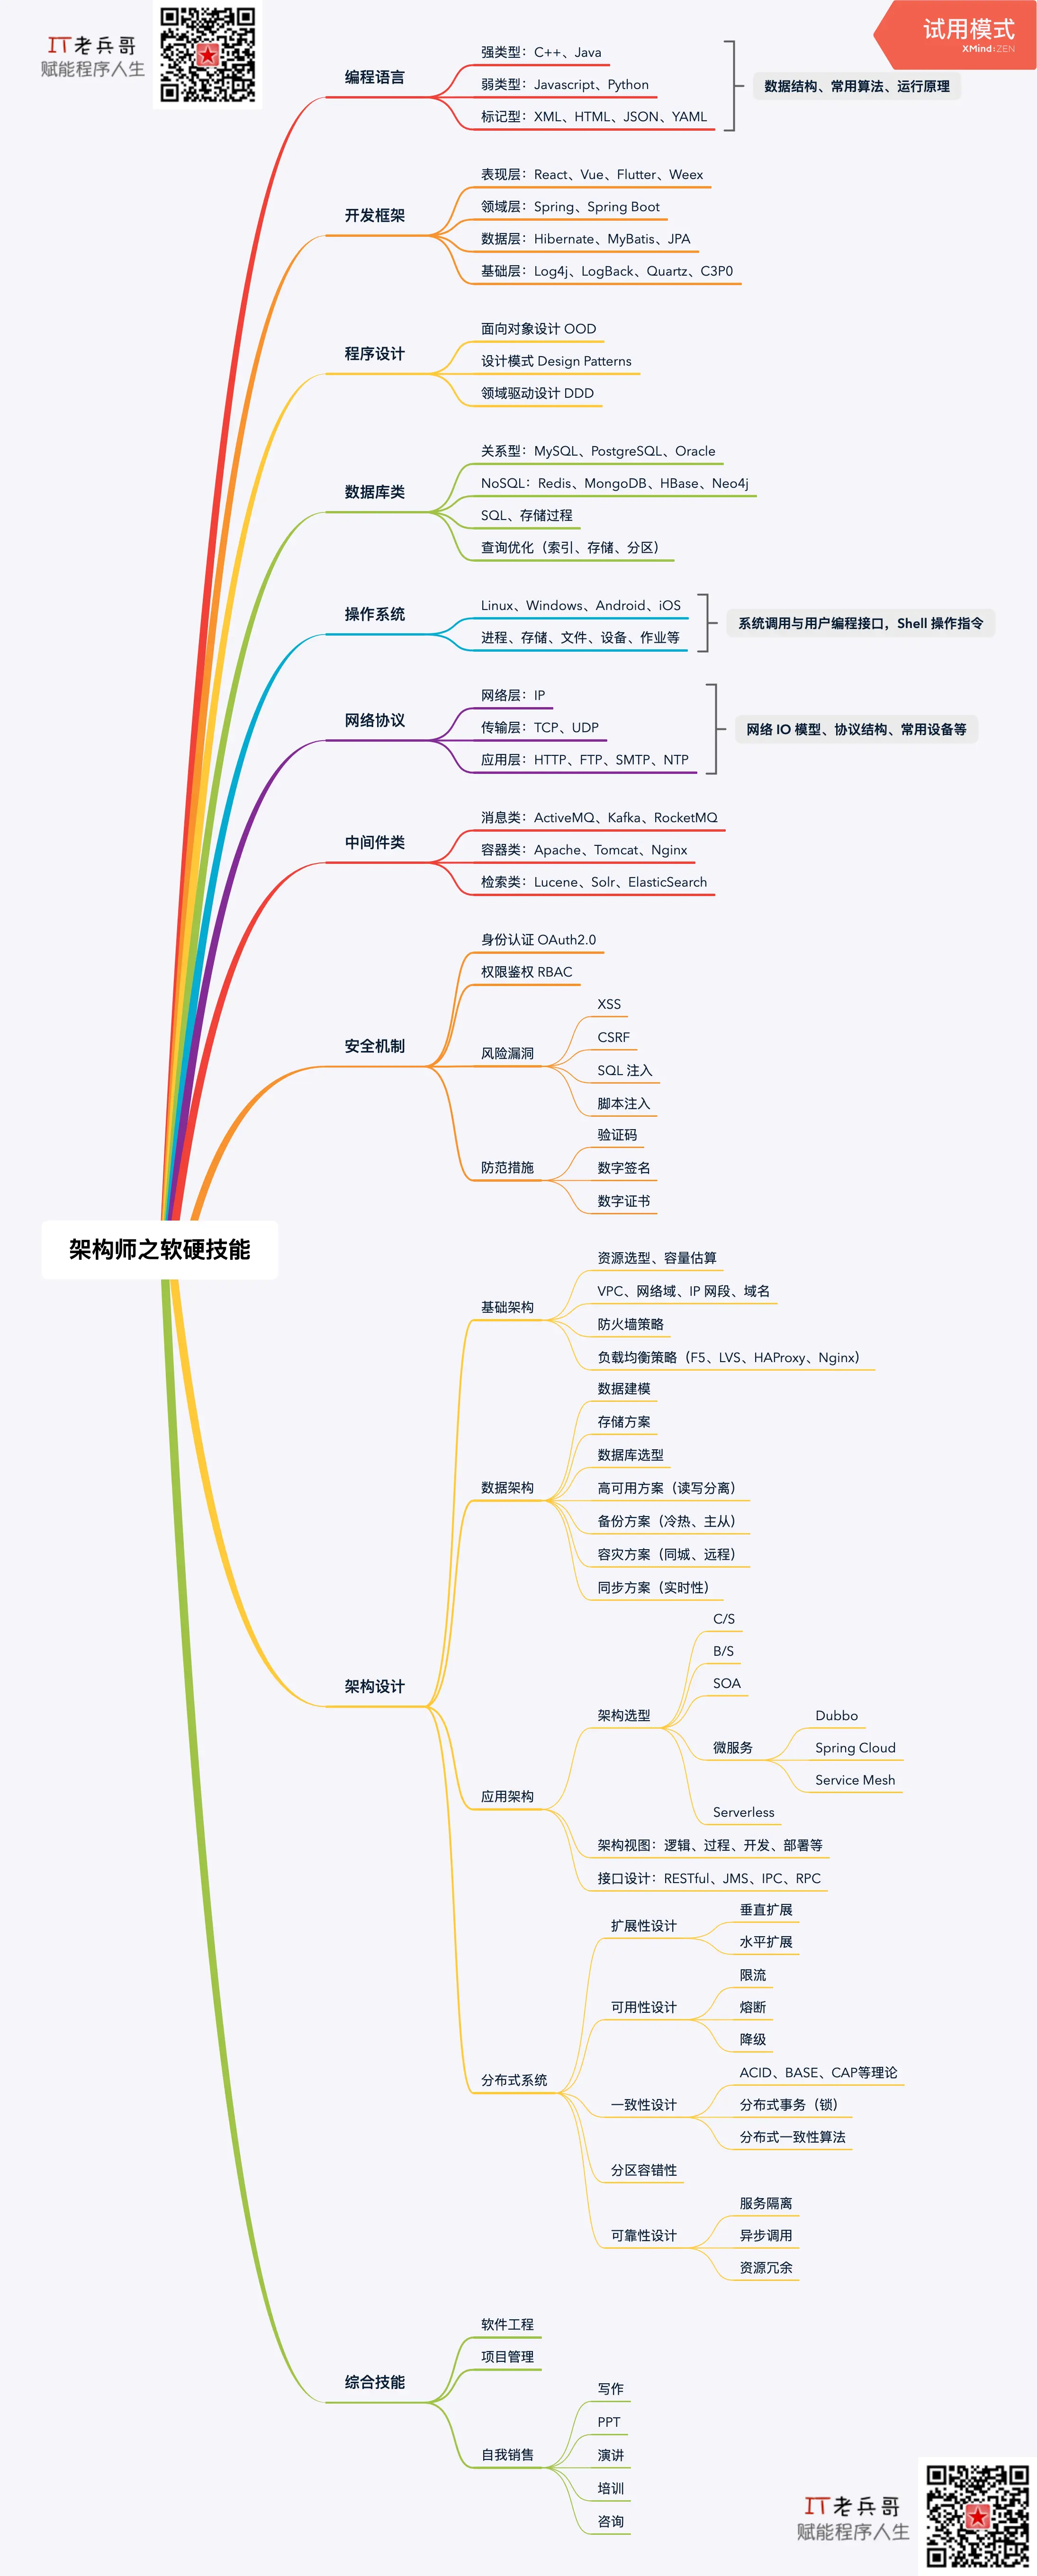 IT老兵哥
赋能程序人生
试用模式
XMind:ZEN
架构师之软硬技能
编程语言
强类型：C++、Java
弱类型：Javascript、Python
标记型：XML、HTML、JSON、YAML
数据结构、常用算法、运行原理
开发框架
表现层：React、Vue、Flutter、Weex
领域层：Spring、Spring Boot
数据层：Hibernate、MyBatis、JPA
基础层：Log4j、LogBack、Quartz、C3P0
程序设计
面向对象设计 OOD
设计模式 Design Patterns
领域驱动设计 DDD
数据库类
关系型：MySQL、PostgreSQL、Oracle
NoSQL：Redis、MongoDB、HBase、Neo4j
SQL、存储过程
查询优化（索引、存储、分区）
操作系统
Linux、Windows、Android、iOS
进程、存储、文件、设备、作业等
系统调用与用户编程接口，Shell 操作指令
网络协议
网络层：IP
传输层：TCP、UDP
应用层：HTTP、FTP、SMTP、NTP
网络 IO 模型、协议结构、常用设备等
中间件类
消息类：ActiveMQ、Kafka、RocketMQ
容器类：Apache、Tomcat、Nginx
检索类：Lucene、Solr、ElasticSearch
安全机制
身份认证 OAuth2.0
权限鉴权 RBAC
风险漏洞
XSS
CSRF
SQL 注入
脚本注入
防范措施
验证码
数字签名
数字证书
架构设计
基础架构
资源选型、容量估算
VPC、网络域、IP 网段、域名
防火墙策略
负载均衡策略（F5、LVS、HAProxy、Nginx）
数据架构
数据建模
存储方案
数据库选型
高可用方案（读写分离）
备份方案（冷热、主从）
容灾方案（同城、远程）
同步方案（实时性）
应用架构
架构选型
C/S
B/S
SOA
微服务
Dubbo
Spring Cloud
Service Mesh
Serverless
架构视图：逻辑、过程、开发、部署等
接口设计：RESTful、JMS、IPC、RPC
分布式系统
扩展性设计
垂直扩展
水平扩展
可用性设计
限流
熔断
降级
一致性设计
ACID、BASE、CAP等理论
分布式事务（锁）
分布式一致性算法
分区容错性
可靠性设计
服务隔离
异步调用
资源冗余
综合技能
软件工程
项目管理
自我销售
写作
PPT
演讲
培训
咨询
IT老兵哥
赋能程序人生